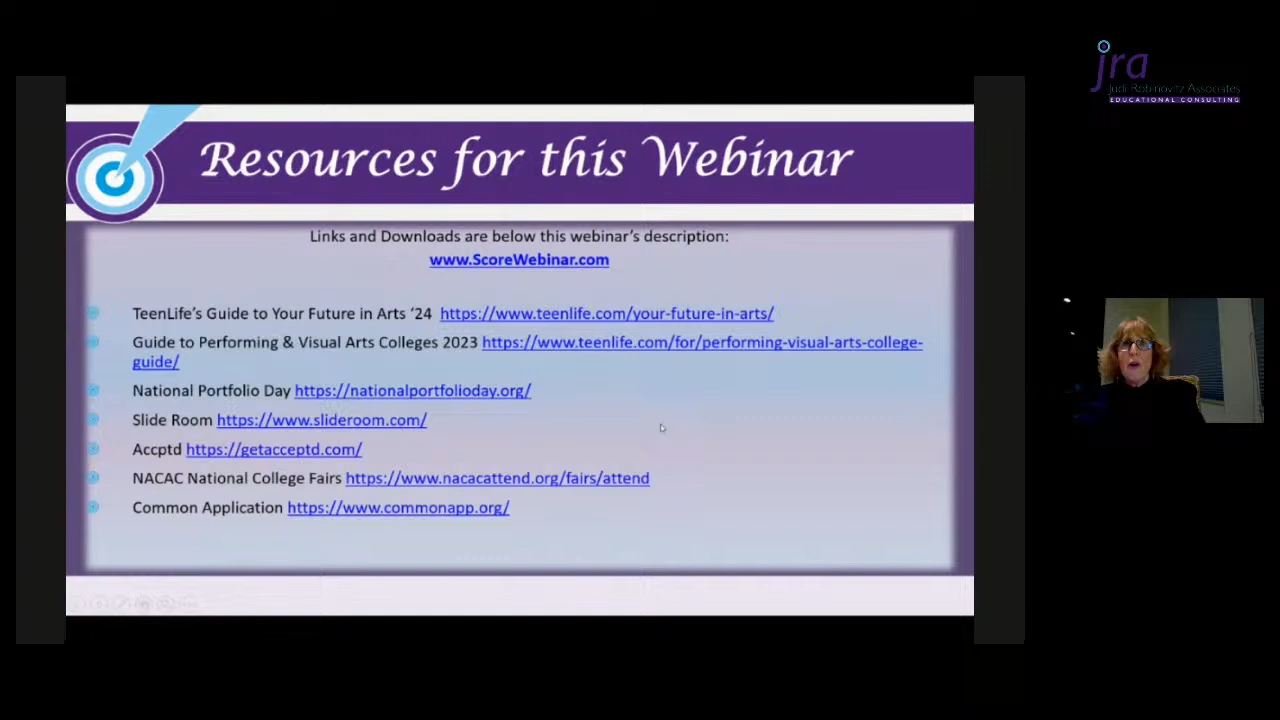 jra
Judi Robinovitz Associates
EDUCATIONAL CONSULTING
Resources for this Webinar
Links and Downloads are below this webinar’s description:
www.ScoreWebinar.com
TeenLife’s Guide to Your Future in Arts ’24 https://www.teenlife.com/your-future-in-arts/
Guide to Performing & Visual Arts Colleges 2023 https://www.teenlife.com/for/performing-visual-arts-college-
guide/
National Portfolio Day https://nationalportfolioday.org/
Slide Room https://www.slideroom.com/
Accptd https://getacceptd.com/
NACAC National College Fairs https://www.nacacattend.org/fairs/attend
Common Application https://www.commonapp.org/